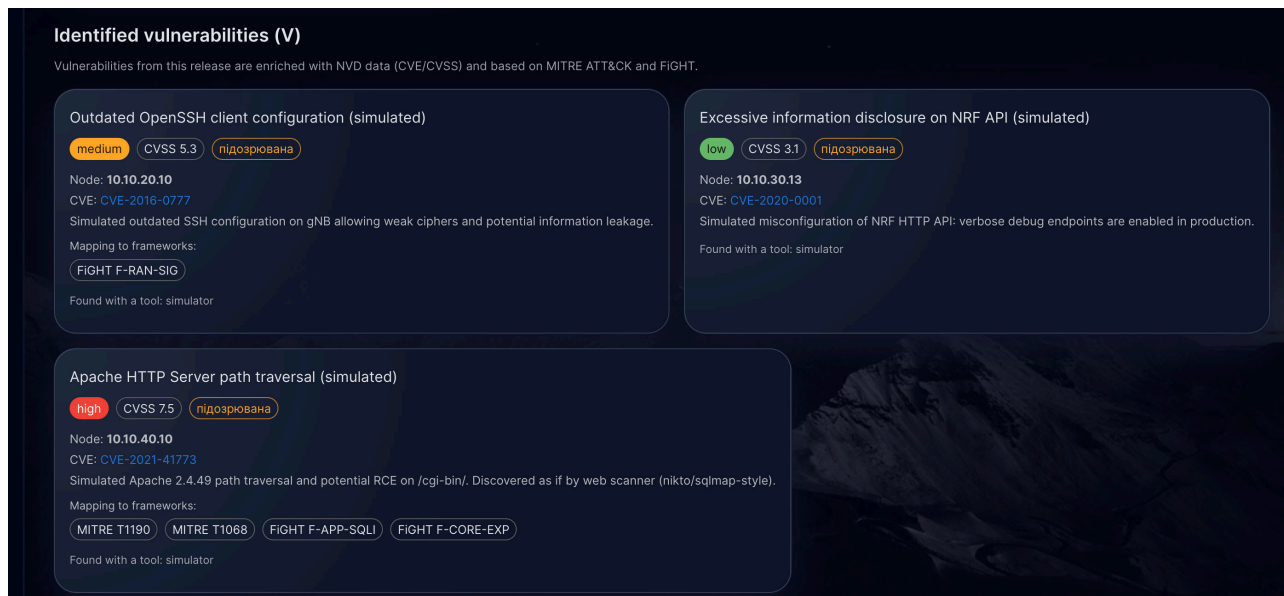 Identified vulnerabilities (V)
Vulnerabilities from this release are enriched with NVD data (CVE/CVSS) and based on MITRE ATT&CK and FiGHT.
Outdated OpenSSH client configuration (simulated)
medium CVSS 5.3 підозрювана
Node: 10.10.20.10
CVE: CVE-2016-0777
Simulated outdated SSH configuration on gNB allowing weak ciphers and potential information leakage.
Mapping to frameworks:
FiGHT F-RAN-SIG
Found with a tool: simulator
Excessive information disclosure on NRF API (simulated)
low CVSS 3.1 підозрювана
Node: 10.10.30.13
CVE: CVE-2020-0001
Simulated misconfiguration of NRF HTTP API: verbose debug endpoints are enabled in production.
Found with a tool: simulator
Apache HTTP Server path traversal (simulated)
high CVSS 7.5 підозрювана
Node: 10.10.40.10
CVE: CVE-2021-41773
Simulated Apache 2.4.49 path traversal and potential RCE on /cgi-bin/. Discovered as if by web scanner (nikto/sqlmap-style).
Mapping to frameworks:
MITRE T1190 MITRE T1068 FiGHT F-APP-SQLI FiGHT F-CORE-EXP
Found with a tool: simulator